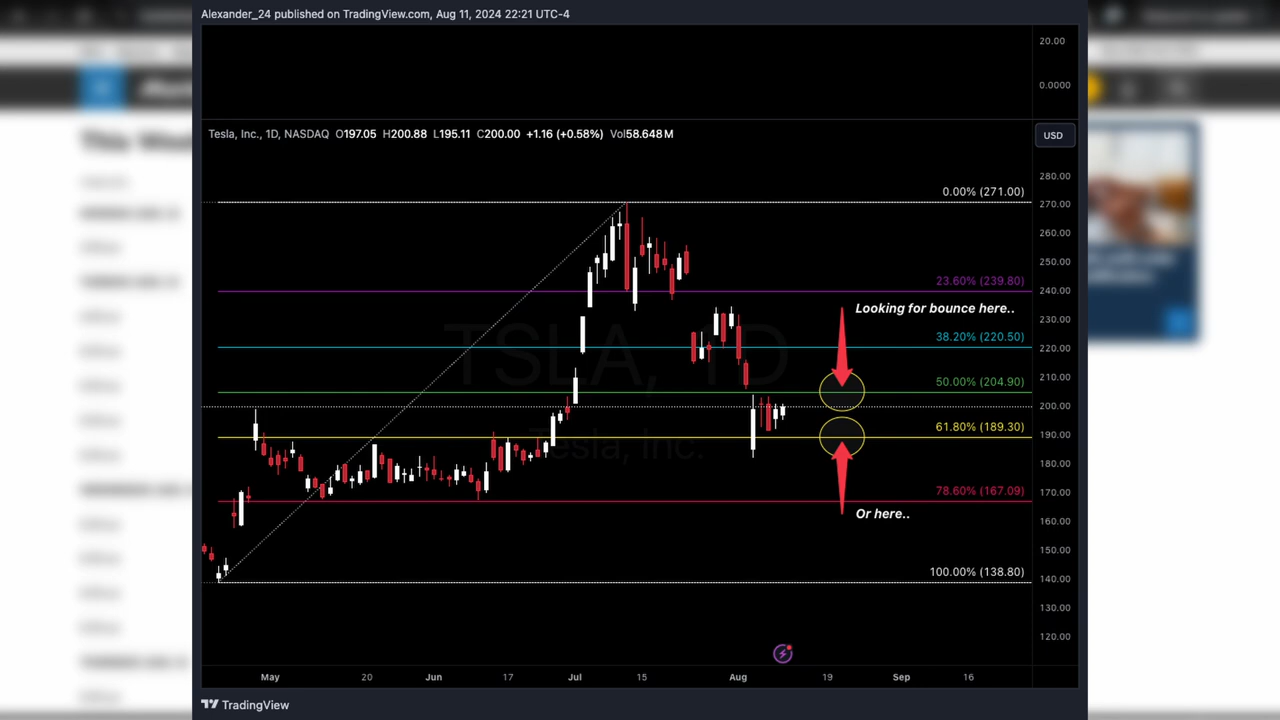 Alexander_24 published on TradingView.com, Aug 11, 2024 22:21 UTC-4
20.00
0.0000
Tesla, Inc., 1D, NASDAQ O197.05 H200.88 L195.11 C200.00 +1.16 (+0.58%) Vol58.648M
USD
280.00
0.00% (271.00)
270.00
260.00
250.00
23.60% (239.80)
240.00
Looking for bounce here..
230.00
38.20% (220.50)
220.00
TSLA, 1D
210.00
50.00% (204.90)
200.00
61.80% (189.30)
190.00
Tesla, Inc.
180.00
78.60% (167.09)
170.00
Or here..
160.00
150.00
100.00% (138.80)
140.00
130.00
120.00
May 20 Jun 17 Jul 15 Aug 19 Sep 16
TradingView